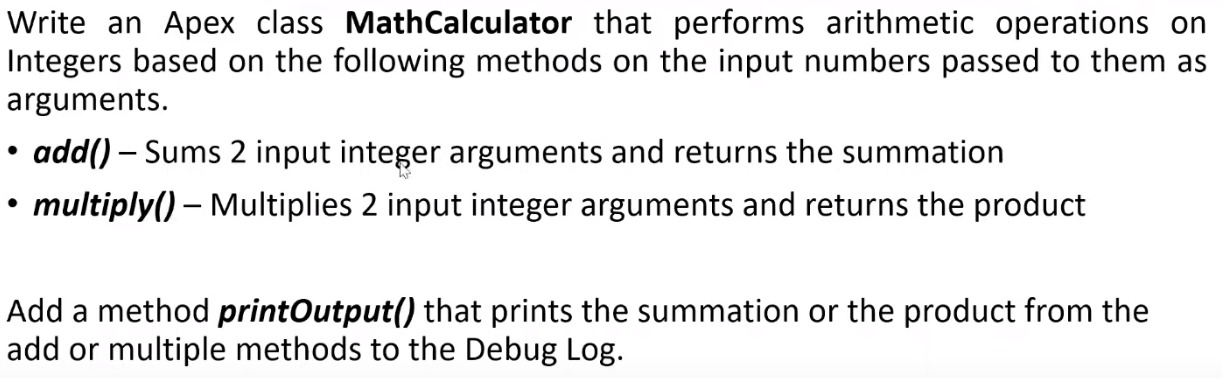 Write an Apex class MathCalculator that performs arithmetic operations on
Integers based on the following methods on the input numbers passed to them as
arguments.
• add() – Sums 2 input integer arguments and returns the summation
• multiply() – Multiplies 2 input integer arguments and returns the product
Add a method printOutput() that prints the summation or the product from the
add or multiple methods to the Debug Log.